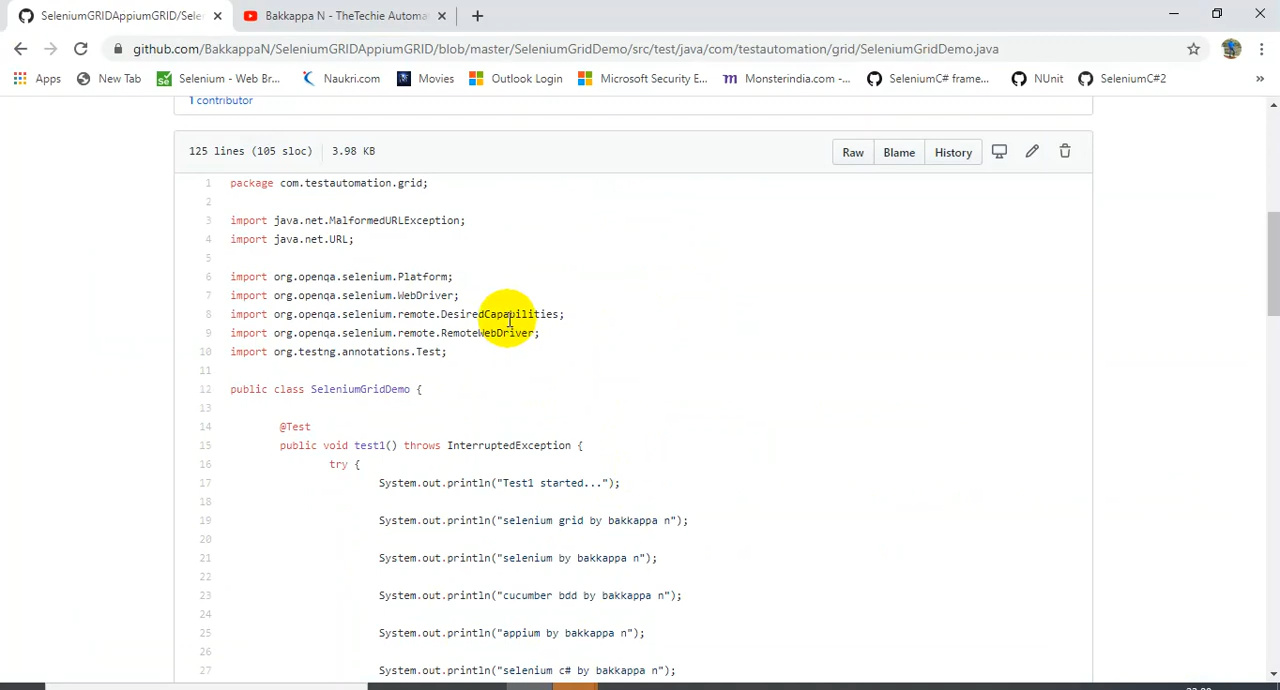 SeleniumGRIDAppiumGRID/Sele
Bakkappa N - TheTechie Automa
github.com/BakkappaN/SeleniumGRIDAppiumGRID/blob/master/SeleniumGridDemo/src/test/java/com/testautomation/grid/SeleniumGridDemo.java
Apps New Tab Selenium - Web Br... Naukri.com Movies Outlook Login Microsoft Security E... Monsterindia.com -... SeleniumC# frame... NUnit SeleniumC#2 »
1 contributor
125 lines (105 sloc) 3.98 KB Raw Blame History
1 package com.testautomation.grid;
2
3 import java.net.MalformedURLException;
4 import java.net.URL;
5
6 import org.openqa.selenium.Platform;
7 import org.openqa.selenium.WebDriver;
8 import org.openqa.selenium.remote.DesiredCapabilities;
9 import org.openqa.selenium.remote.RemoteWebDriver;
10 import org.testng.annotations.Test;
11
12 public class SeleniumGridDemo {
13
14 @Test
15 public void test1() throws InterruptedException {
16 try {
17 System.out.println("Test1 started...");
18
19 System.out.println("selenium grid by bakkappa n");
20
21 System.out.println("selenium by bakkappa n");
22
23 System.out.println("cucumber bdd by bakkappa n");
24
25 System.out.println("appium by bakkappa n");
26
27 System.out.println("selenium c# by bakkappa n");